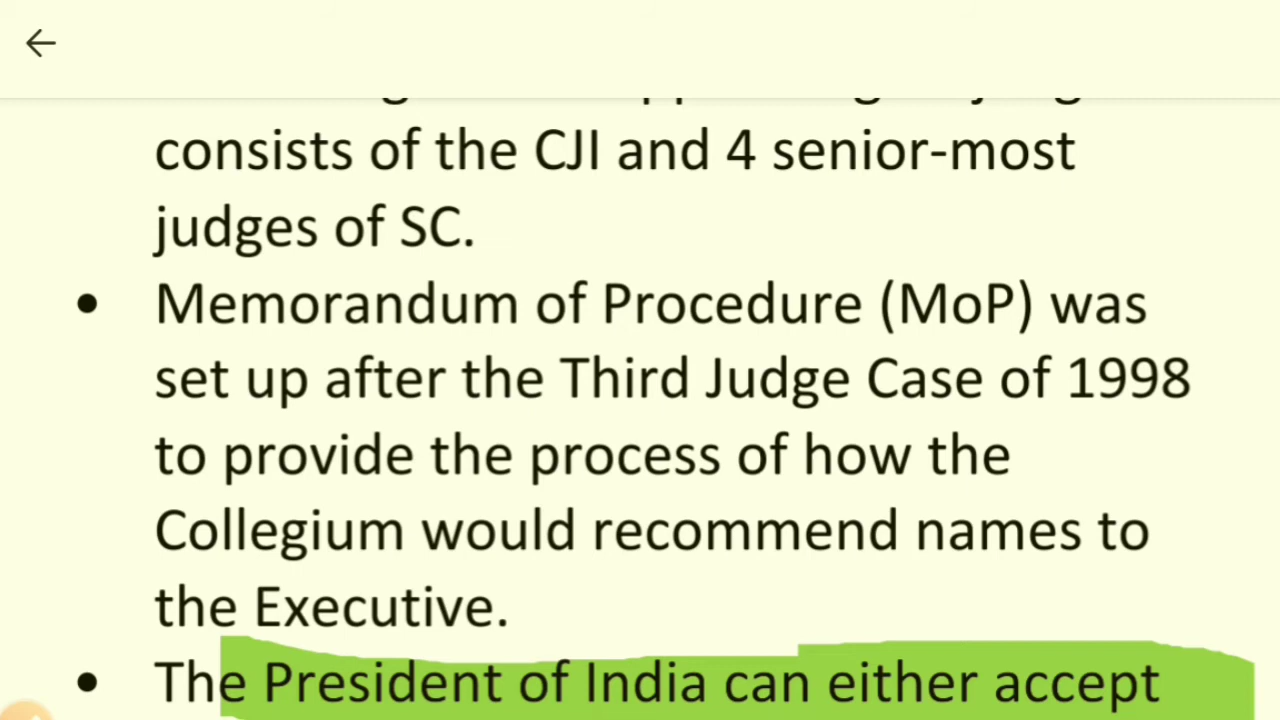 consists of the CJI and 4 senior-most
judges of SC.
• Memorandum of Procedure (MoP) was
set up after the Third Judge Case of 1998
to provide the process of how the
Collegium would recommend names to
the Executive.
• The President of India can either accept